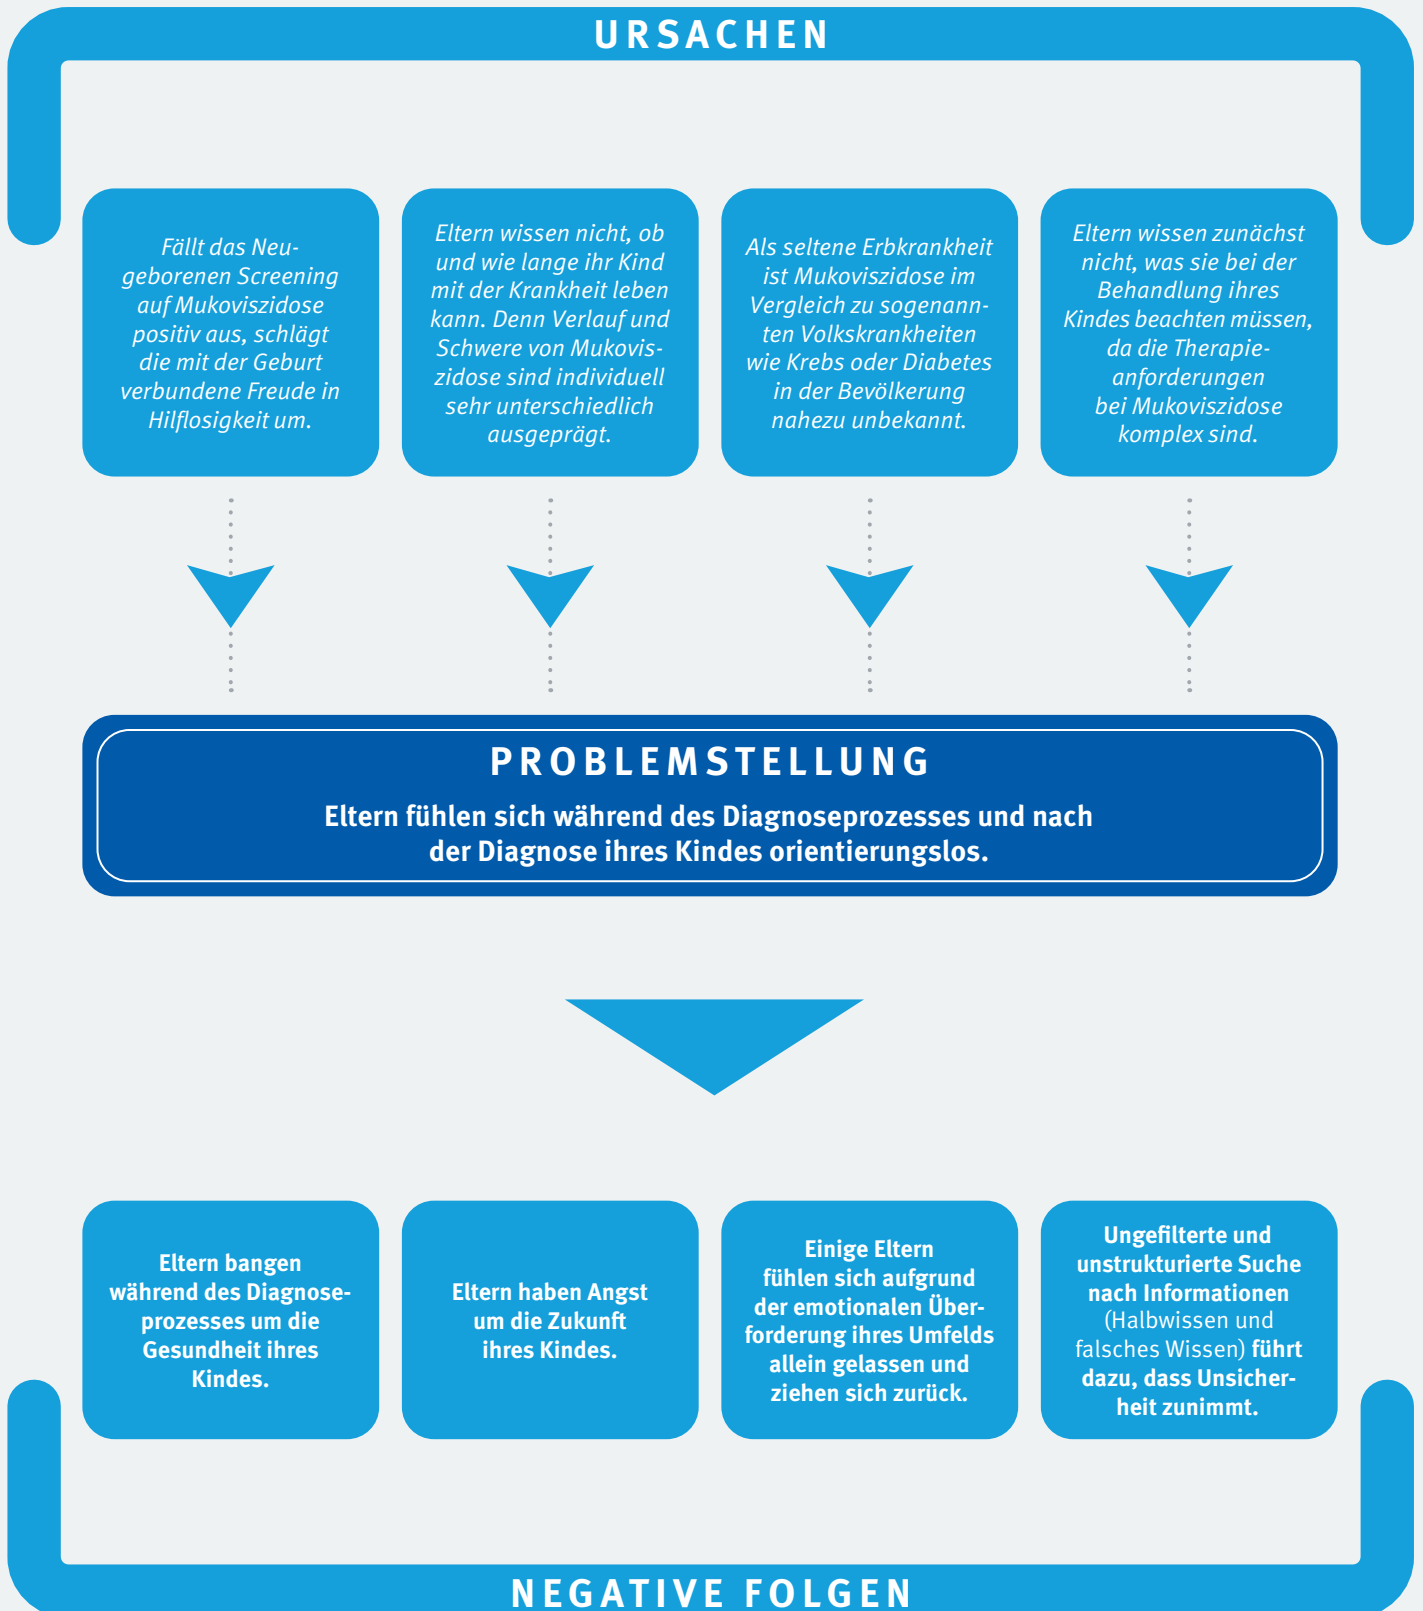 URSACHEN
Fällt das Neu-
geborenen Screening
auf Mukoviszidose
positiv aus, schlägt
die mit der Geburt
verbundene Freude in
Hilflosigkeit um.
Eltern wissen nicht, ob
und wie lange ihr Kind
mit der Krankheit leben
kann. Denn Verlauf und
Schwere von Mukovis-
zidose sind individuell
sehr unterschiedlich
ausgeprägt.
Als seltene Erbkrankheit
ist Mukoviszidose im
Vergleich zu sogenann-
ten Volkskrankheiten
wie Krebs oder Diabetes
in der Bevölkerung
nahezu unbekannt.
Eltern wissen zunächst
nicht, was sie bei der
Behandlung ihres
Kindes beachten müssen,
da die Therapie-
anforderungen
bei Mukoviszidose
komplex sind.
PROBLEMSTELLUNG
Eltern fühlen sich während des Diagnoseprozesses und nach
der Diagnose ihres Kindes orientierungslos.
Eltern bangen
während des Diagnose-
prozesses um die
Gesundheit ihres
Kindes.
Eltern haben Angst
um die Zukunft
ihres Kindes.
Einige Eltern
fühlen sich aufgrund
der emotionalen Über-
forderung ihres Umfelds
allein gelassen und
ziehen sich zurück.
Ungefilterte und
unstrukturierte Suche
nach Informationen
(Halbwissen und
falsches Wissen) führt
dazu, dass Unsicher-
heit zunimmt.
NEGATIVE FOLGEN